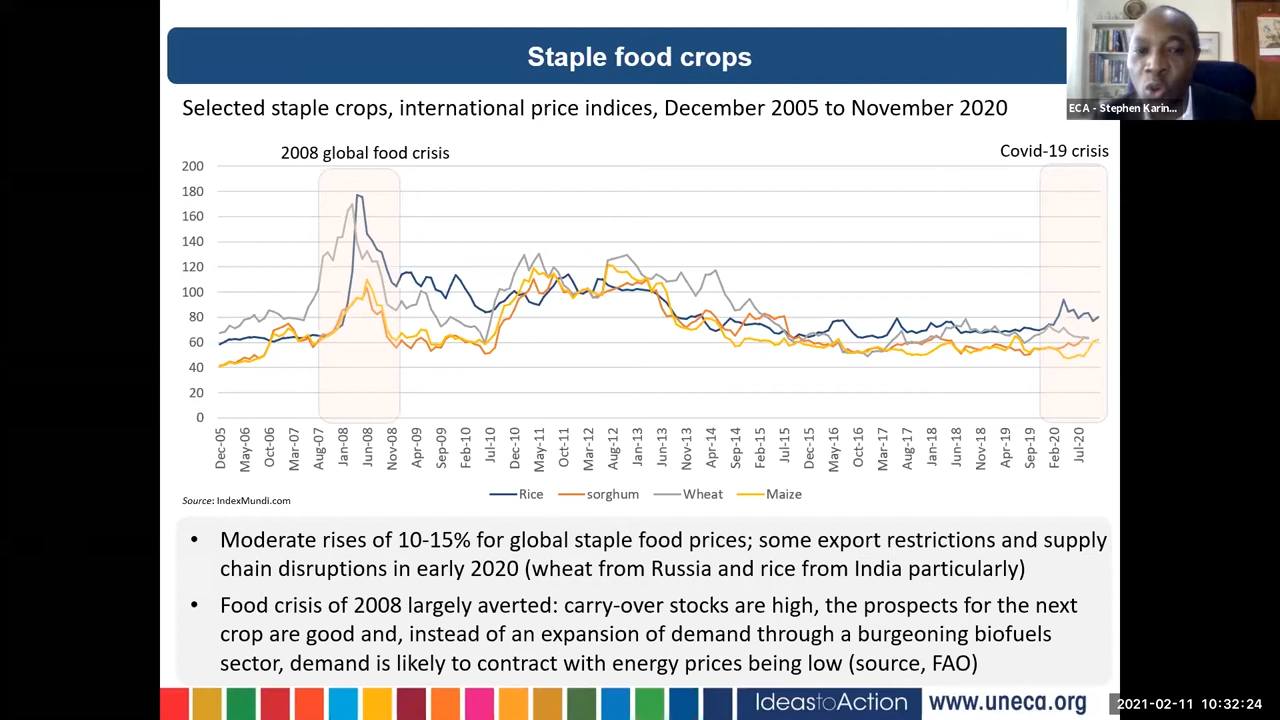 Staple food crops
ECA - Stephen Karin...
Selected staple crops, international price indices, December 2005 to November 2020
2008 global food crisis
Covid-19 crisis
200
180
160
140
120
100
80
60
40
20
0
Dec-05
May-06
Oct-06
Mar-07
Aug-07
Jan-08
Jun-08
Nov-08
Apr-09
Sep-09
Feb-10
Jul-10
Dec-10
May-11
Oct-11
Mar-12
Aug-12
Jan-13
Jun-13
Nov-13
Apr-14
Sep-14
Feb-15
Jul-15
Dec-15
May-16
Oct-16
Mar-17
Aug-17
Jan-18
Jun-18
Nov-18
Apr-19
Sep-19
Feb-20
Jul-20
Rice sorghum Wheat Maize
Source: IndexMundi.com
• Moderate rises of 10-15% for global staple food prices; some export restrictions and supply
chain disruptions in early 2020 (wheat from Russia and rice from India particularly)
• Food crisis of 2008 largely averted: carry-over stocks are high, the prospects for the next
crop are good and, instead of an expansion of demand through a burgeoning biofuels
sector, demand is likely to contract with energy prices being low (source, FAO)
IdeastoAction
www.uneca.org
2021-02-11 10:32:24